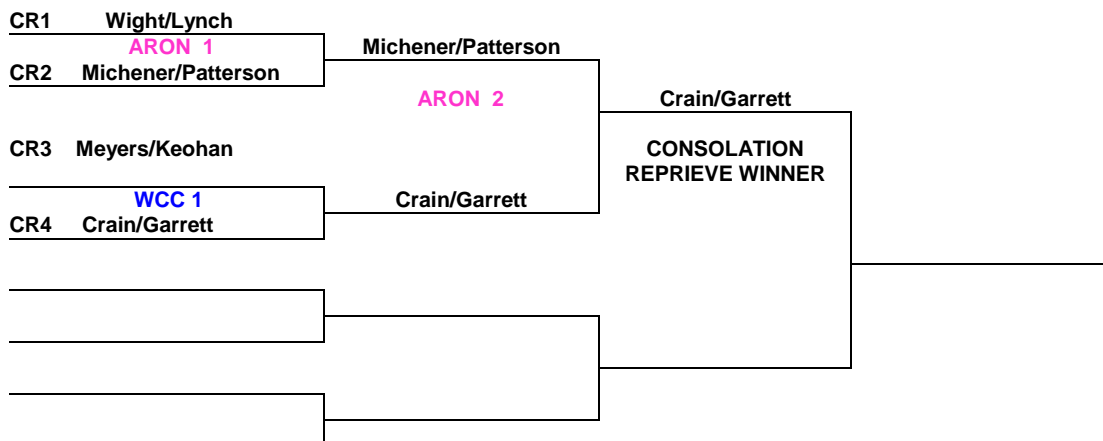 CR1 Wight/Lynch
ARON 1 Michener/Patterson
CR2 Michener/Patterson
ARON 2 Crain/Garrett
CR3 Meyers/Keohan CONSOLATION
REPRIEVE WINNER
WCC 1 Crain/Garrett
CR4 Crain/Garrett